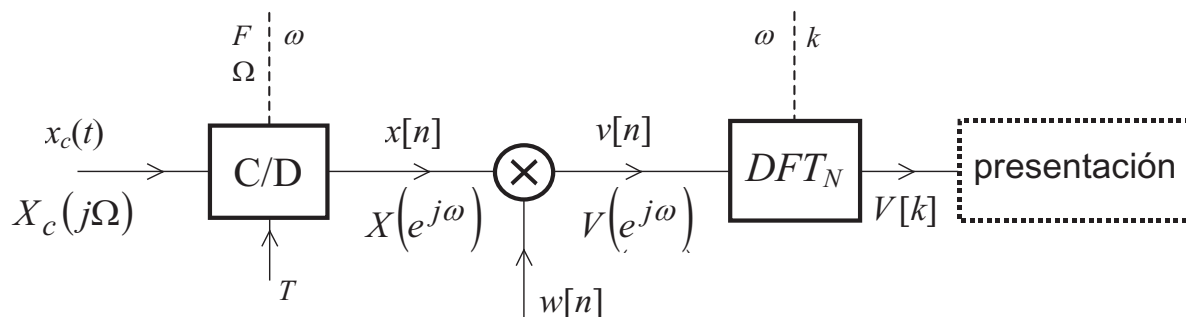 F ω
Ω
ω k
x_c(t)
C/D
x[n]
v[n]
DFT_N
presentación
X_c(jΩ)
X(e^{jω})
V(e^{jω})
V[k]
T
w[n]